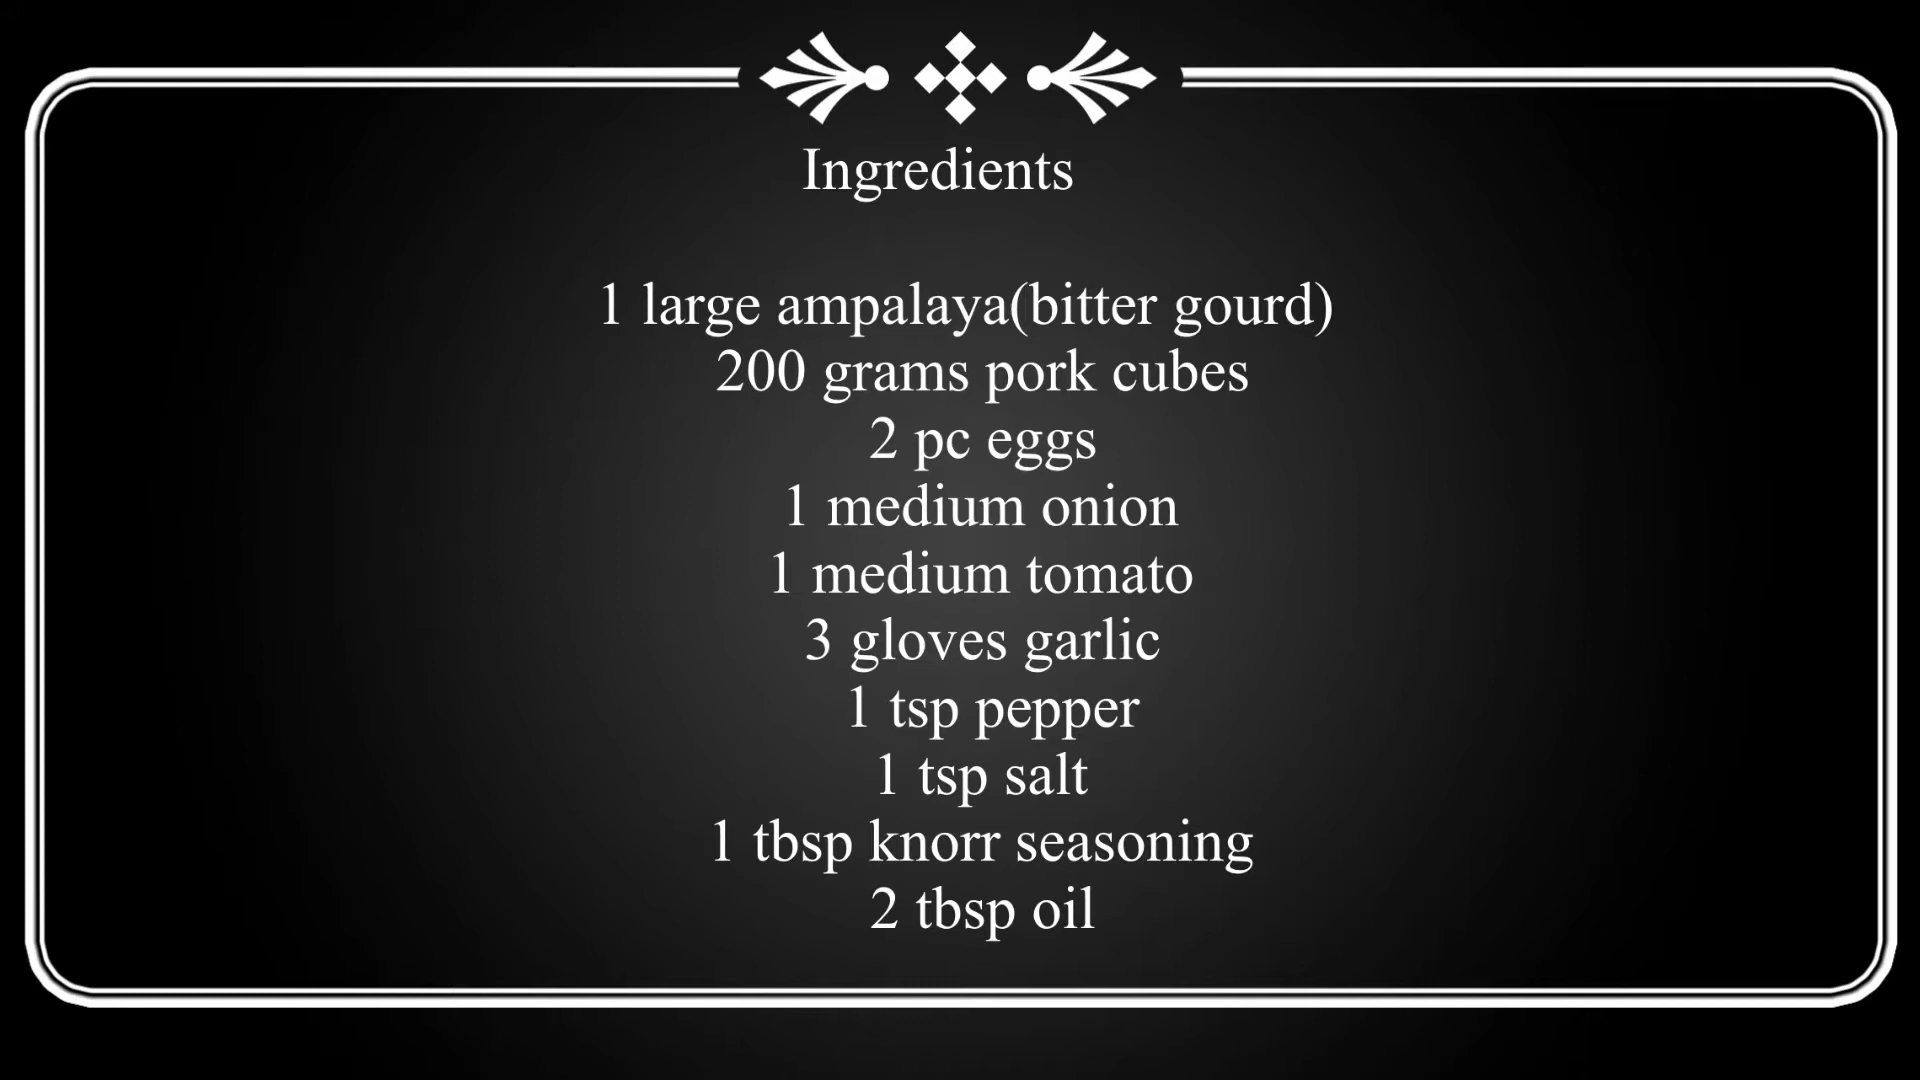 Ingredients
1 large ampalaya(bitter gourd)
200 grams pork cubes
2 pc eggs
1 medium onion
1 medium tomato
3 gloves garlic
1 tsp pepper
1 tsp salt
1 tbsp knorr seasoning
2 tbsp oil